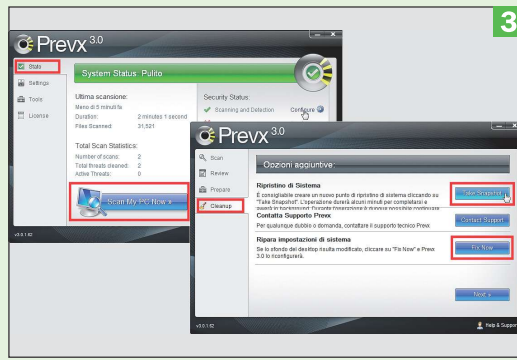 3
Prevx 3.0
Stato
Settings
Tools
License
System Status: Pulito
Ultima scansione:
Meno di 5 minuti fa
Duration: 2 minutes 1 second
Files Scanned: 31,521
Total Scan Statistics:
Number of scans: 2
Total threats cleaned: 2
Active Threats: 0
Scan My PC Now »
Security Status:
Scanning and Detection Configure
v3.0.1.62
Prevx 3.0
Scan
Review
Prepare
Cleanup
Opzioni aggiuntive:
Ripristino di Sistema
È consigliabile creare un nuovo punto di ripristino di sistema cliccando su
"Take Snapshot". L'operazione durerà alcuni minuti per completarsi e
Take Snapshot
Contatta Supporto Prevx
Per qualunque dubbio o domanda, contattare il supporto tecnico Prevx.
Contact Support
Ripara impostazioni di sistema
Se lo sfondo del desktop risulta modificato, cliccare su "Fix Now" e Prevx
3.0 lo riconfigurerà.
Fix Now
Next »
v3.0.1.62
Help & Support